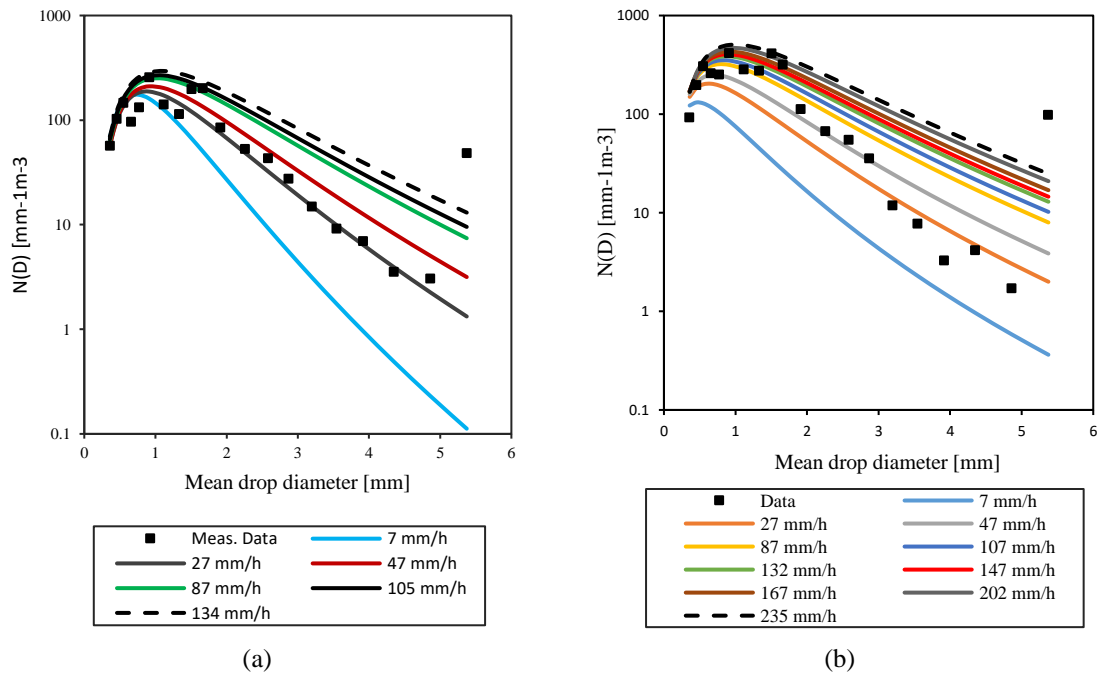 1000
100
10
1
0.1
N(D) [mm-1m-3]
0 1 2 3 4 5 6
Mean drop diameter [mm]
Meas. Data 7 mm/h
27 mm/h 47 mm/h
87 mm/h 105 mm/h
134 mm/h
(a)
1000
100
10
1
0.1
N(D) [mm-1m-3]
0 1 2 3 4 5 6
Mean drop diameter [mm]
Data 7 mm/h
27 mm/h 47 mm/h
87 mm/h 107 mm/h
132 mm/h 147 mm/h
167 mm/h 202 mm/h
235 mm/h
(b)